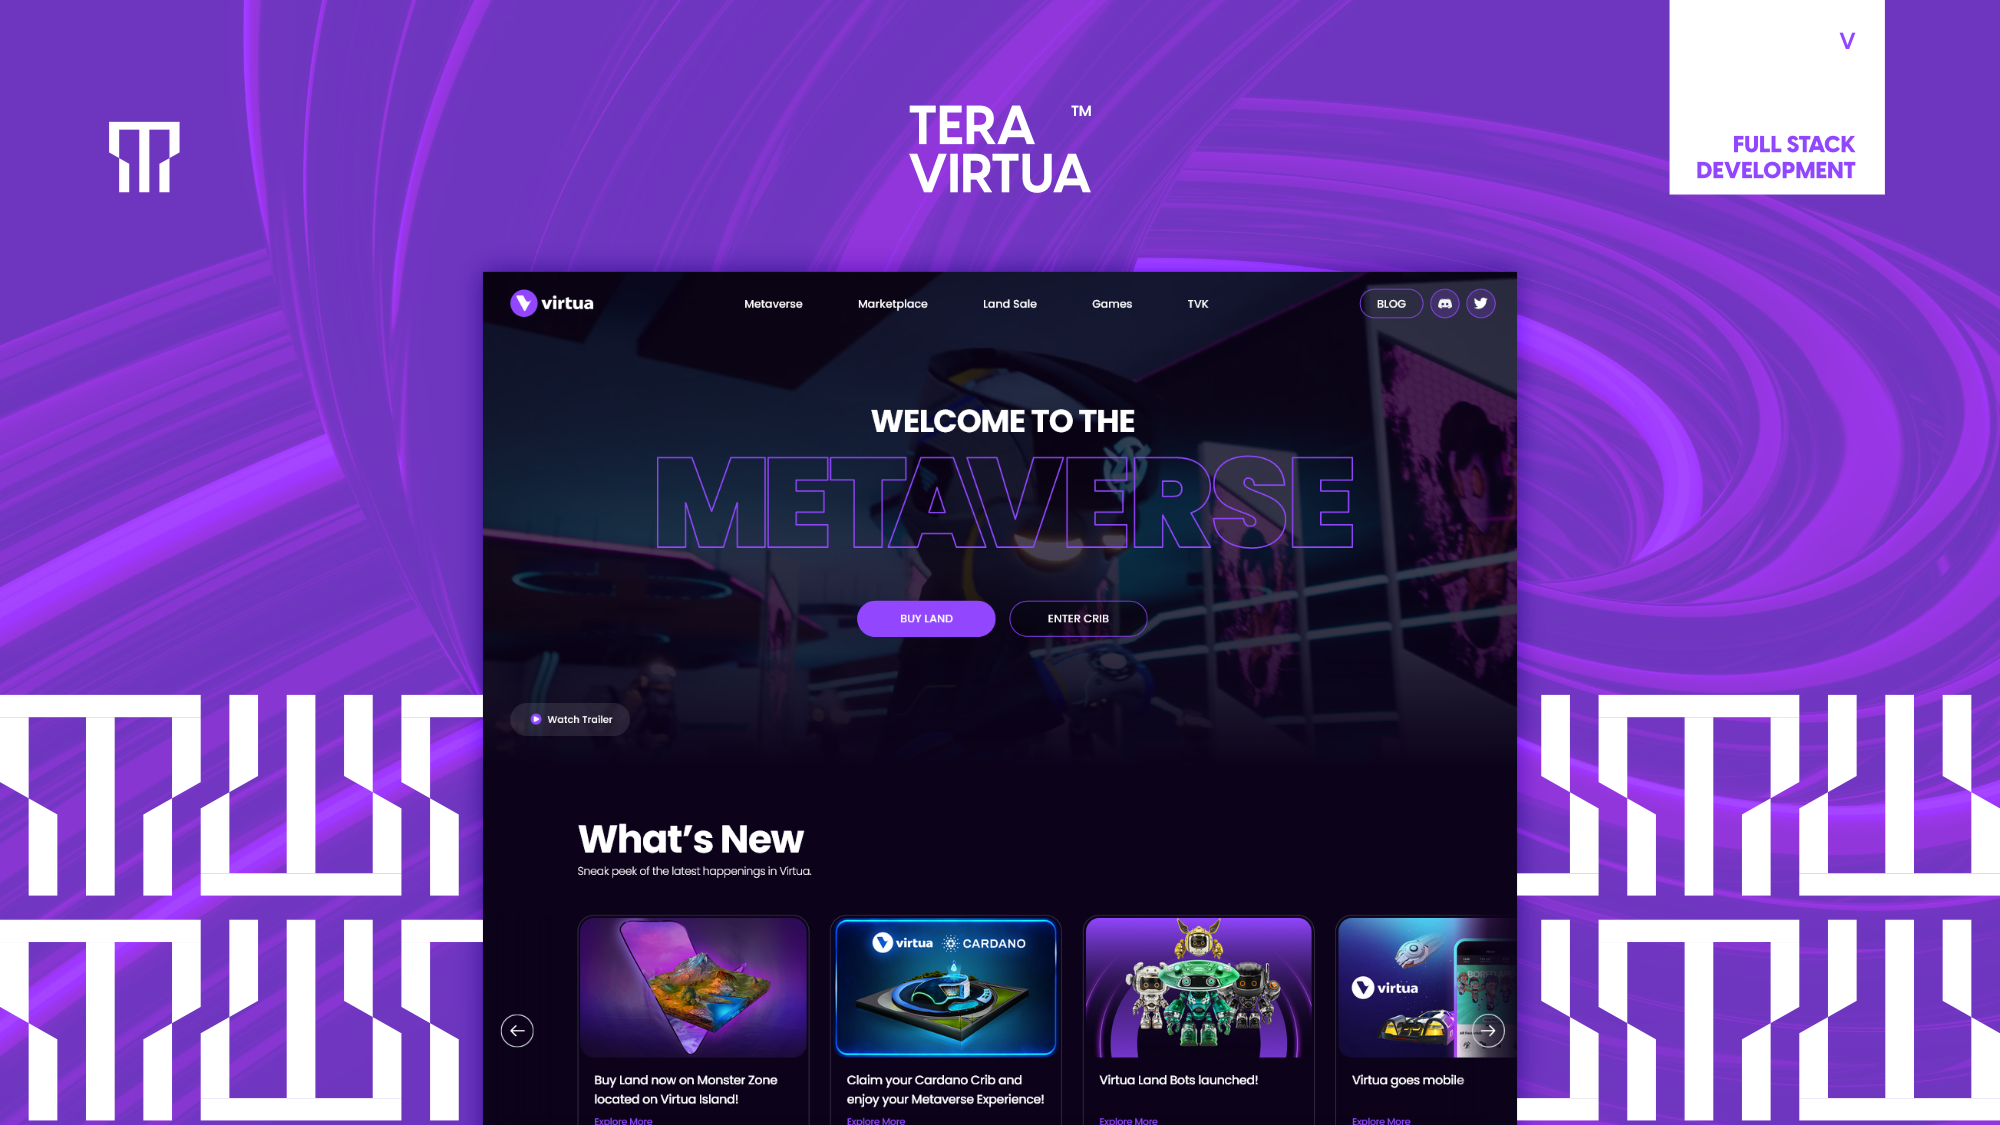 V
TERA ™
VIRTUA
FULL STACK
DEVELOPMENT
virtua
Metaverse
Marketplace
Land Sale
Games
TVK
BLOG
WELCOME TO THE
METAVERSE
BUY LAND
ENTER CRIB
Watch Trailer
What's New
Sneak peek of the latest happenings in Virtua.
virtua CARDANO
virtua
Buy Land now on Monster Zone
located on Virtua Island!
Explore More
Claim your Cardano Crib and
enjoy your Metaverse Experience!
Explore More
Virtua Land Bots launched!
Explore More
Virtua goes mobile
Explore More